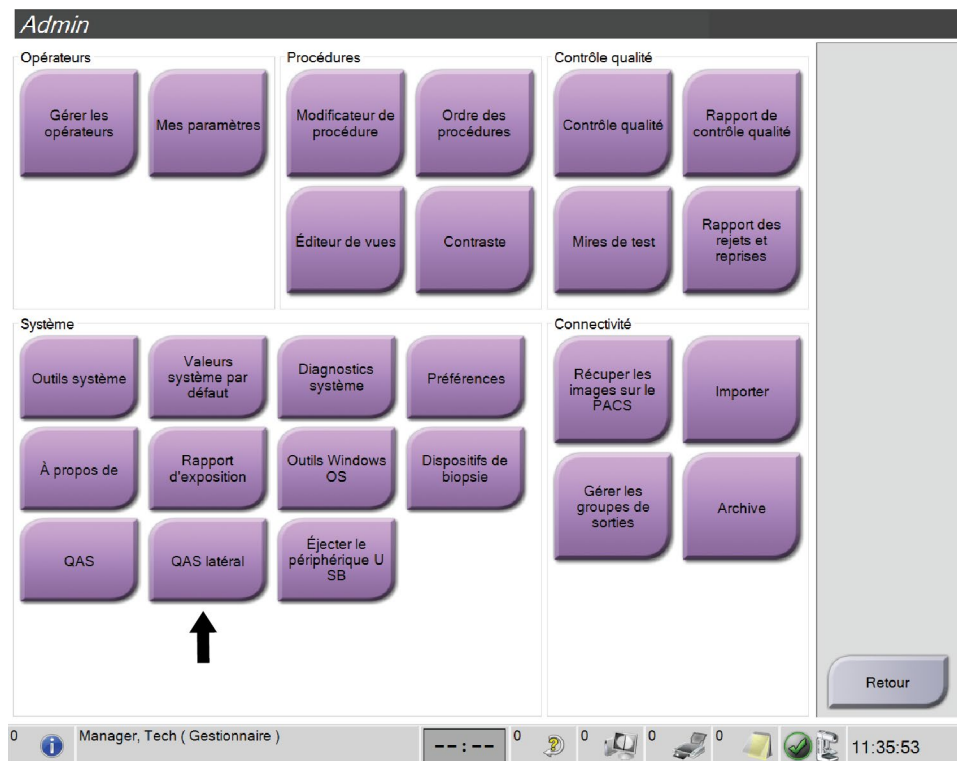 Admin
Opérateurs
Gérer les
opérateurs
Mes paramètres
Procédures
Modificateur de
procédure
Ordre des
procédures
Éditeur de vues
Contraste
Contrôle qualité
Contrôle qualité
Rapport de
contrôle qualité
Mires de test
Rapport des
rejets et
reprises
Système
Outils système
Valeurs
système par
défaut
Diagnostics
système
Préférences
À propos de
Rapport
d'exposition
Outils Windows
OS
Dispositifs de
biopsie
QAS
QAS latéral
Éjecter le
périphérique U
SB
Connectivité
Récuper les
images sur le
PACS
Importer
Gérer les
groupes de
sorties
Archive
Retour
0 Manager, Tech ( Gestionnaire ) --:-- 0 0 0 0 11:35:53